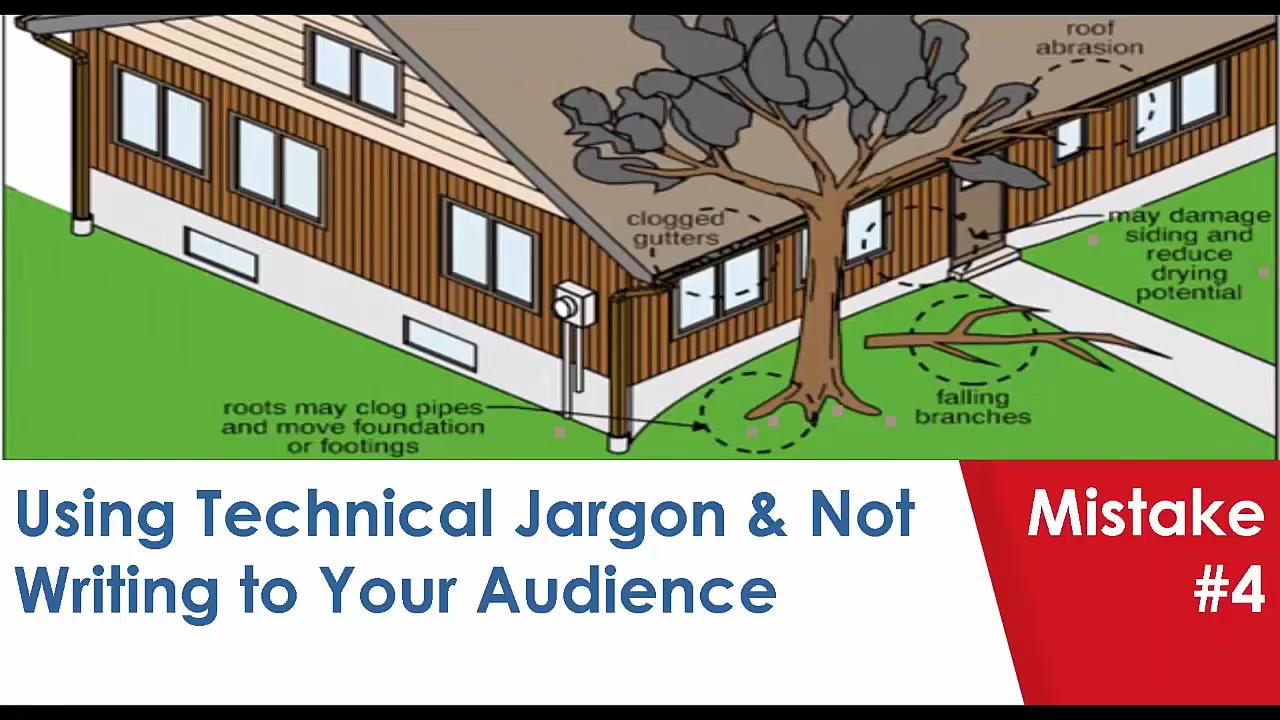 roof
abrasion
clogged
gutters
may damage
siding and
reduce
drying
potential
roots may clog pipes
and move foundation
or footings
falling
branches
Using Technical Jargon & Not
Writing to Your Audience
Mistake
#4